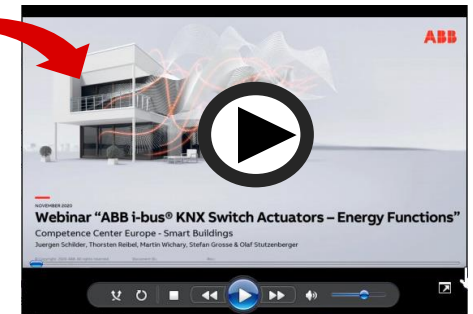 ABB
NOVEMBER 2020
Webinar “ABB i-bus® KNX Switch Actuators – Energy Functions”
Competence Center Europe - Smart Buildings
Juergen Schilder, Thorsten Reibel, Martin Wichary, Stefan Grosse & Olaf Stutzenberger